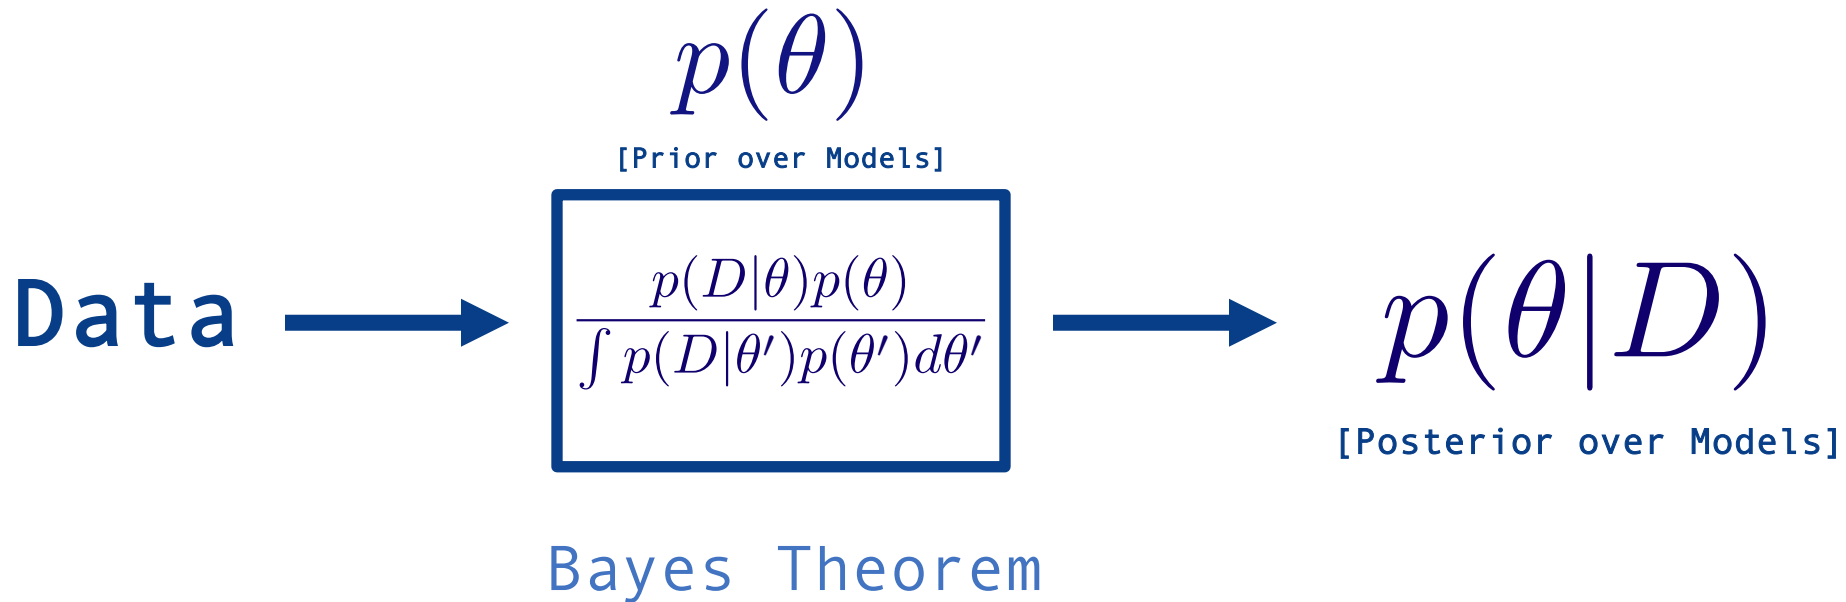 p(θ)
[Prior over Models]
Data
p(D|θ)p(θ)
∫ p(D|θ′)p(θ′)dθ′
p(θ|D)
[Posterior over Models]
Bayes Theorem